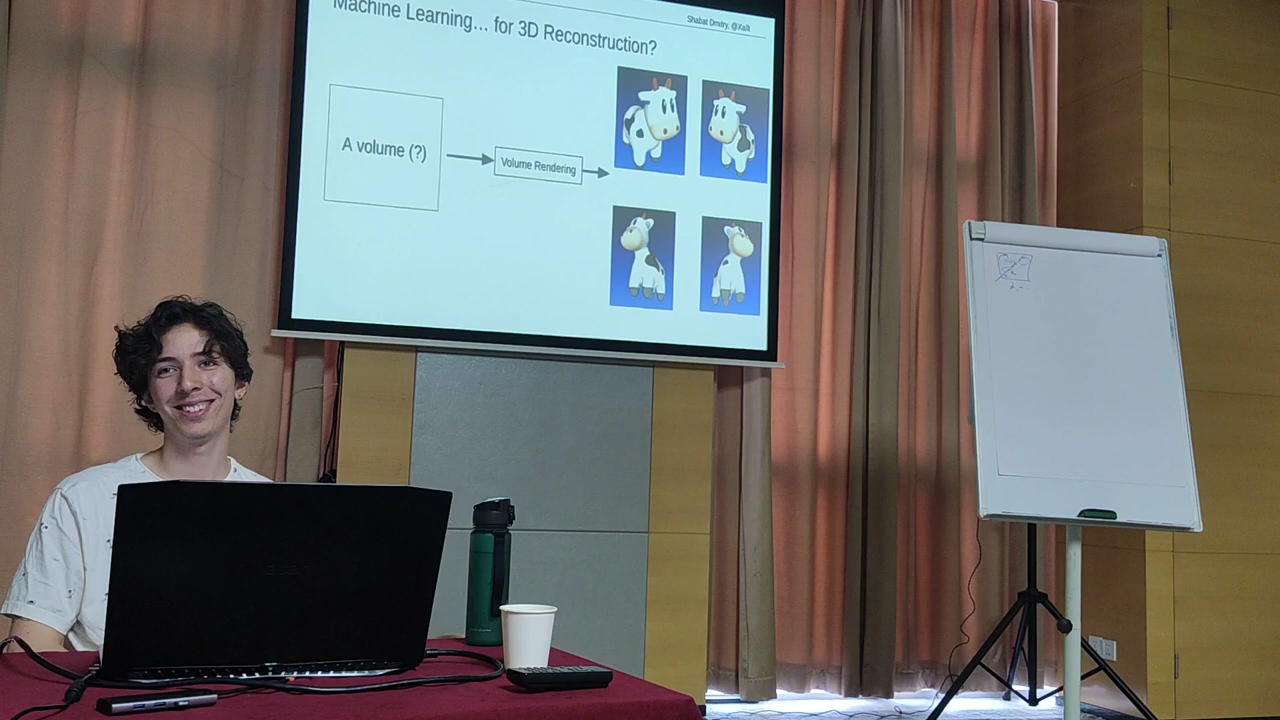 Machine Learning... for 3D Reconstruction?
Shabat Dmitry, @Xallt
A volume (?)
Volume Rendering